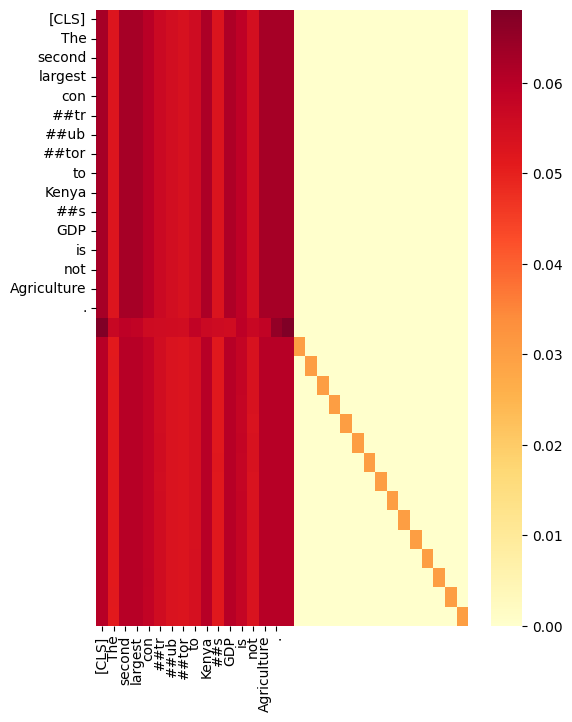 [CLS]
The
second
largest
con
##tr
##ub
##tor
to
Kenya
##s
GDP
is
not
Agriculture
.
0.06
0.05
0.04
0.03
0.02
0.01
0.00
[CLS]
The
second
largest
con
##tr
##ub
##tor
to
Kenya
##s
GDP
is
not
Agriculture
.